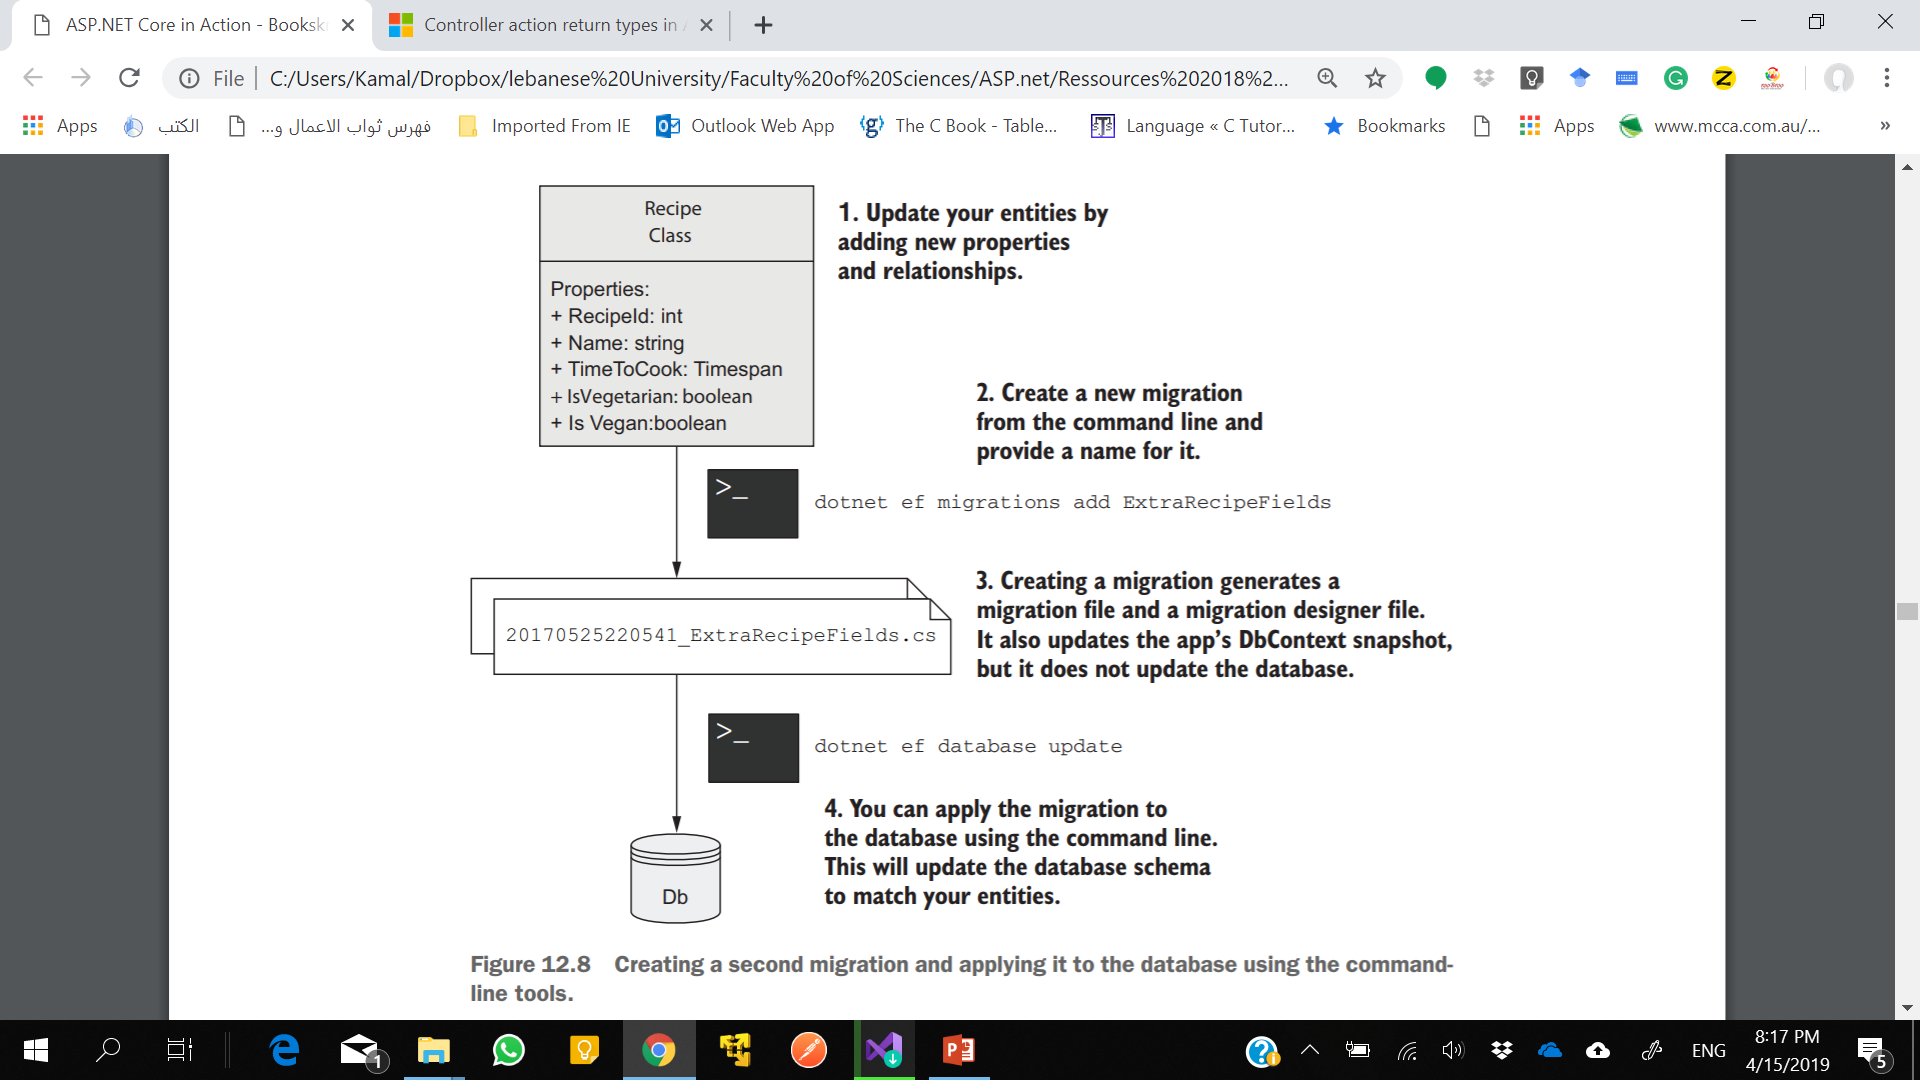 ASP.NET Core in Action - Booksk
Controller action return types in A
File
C:/Users/Kamal/Dropbox/lebanese%20University/Faculty%20of%20Sciences/ASP.net/Ressources%202018%2...
Apps
الكتب
فهرس ثواب الاعمال و...
Imported From IE
Outlook Web App
The C Book - Table...
Language « C Tutor...
Bookmarks
Apps
www.mcca.com.au/...
»
Recipe
Class
Properties:
+ RecipeId: int
+ Name: string
+ TimeToCook: Timespan
+ IsVegetarian: boolean
+ Is Vegan:boolean
1. Update your entities by
adding new properties
and relationships.
2. Create a new migration
from the command line and
provide a name for it.
>_
dotnet ef migrations add ExtraRecipeFields
20170525220541_ExtraRecipeFields.cs
3. Creating a migration generates a
migration file and a migration designer file.
It also updates the app's DbContext snapshot,
but it does not update the database.
>_
dotnet ef database update
4. You can apply the migration to
the database using the command line.
This will update the database schema
to match your entities.
Db
Figure 12.8 Creating a second migration and applying it to the database using the command-
line tools.
1
ENG
8:17 PM
4/15/2019
5